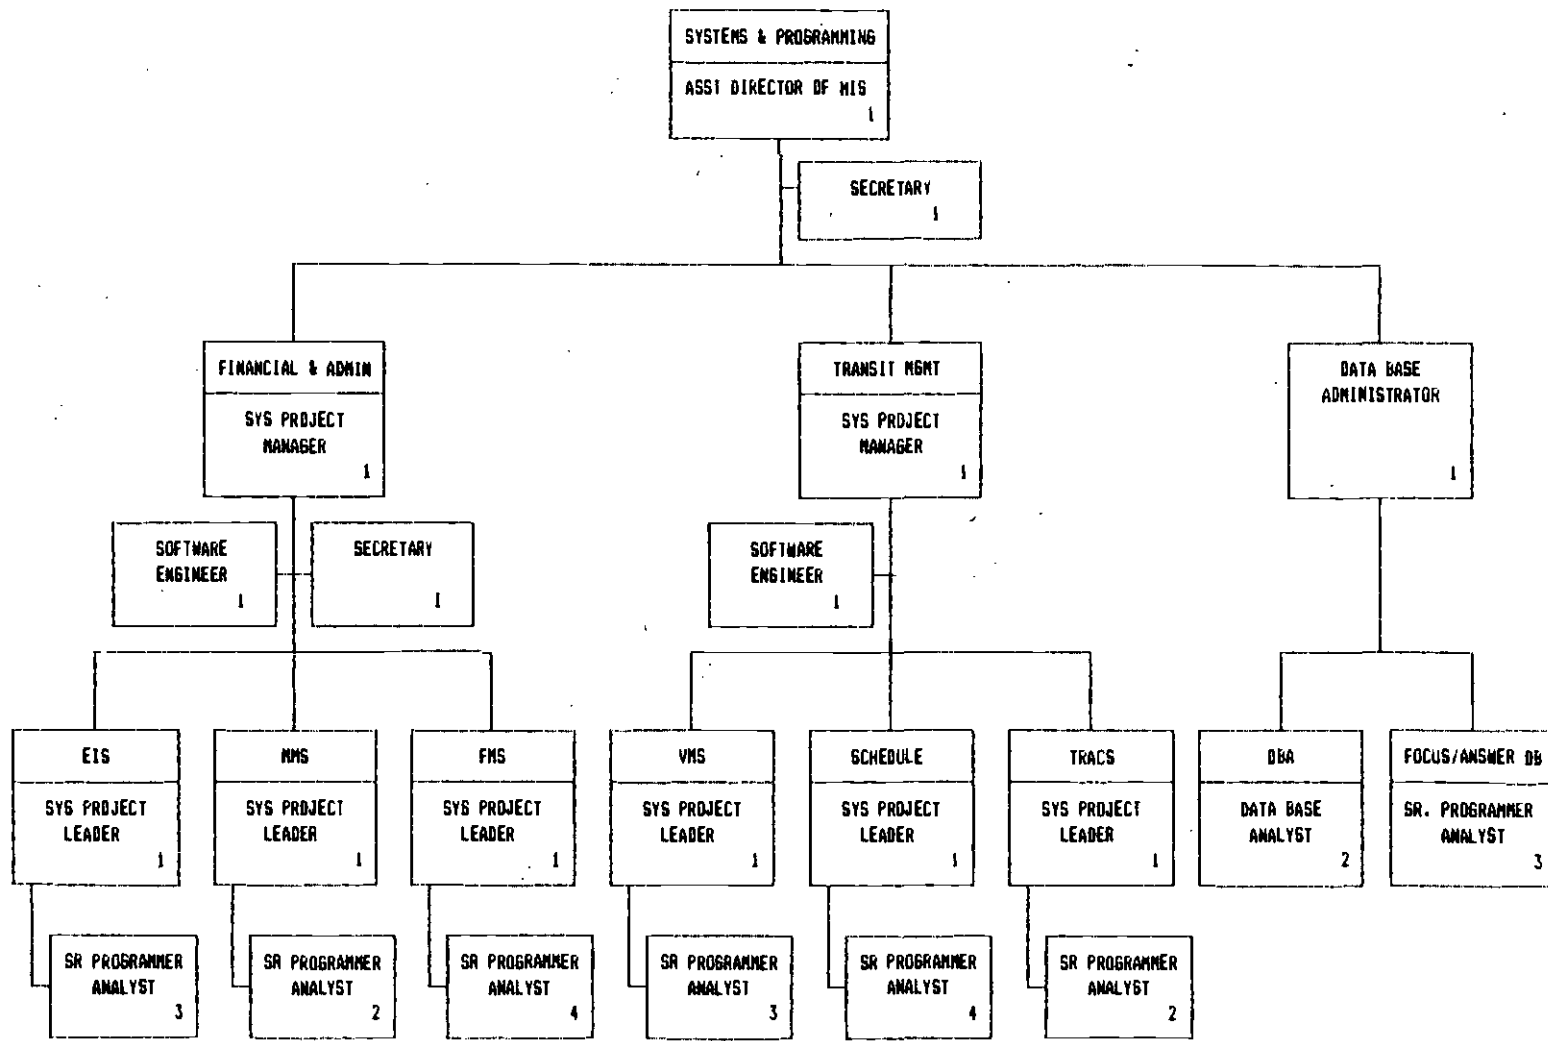 SYSTEMS & PROGRAMMING
ASST DIRECTOR OF MIS
1
SECRETARY
1
FINANCIAL & ADMIN
SYS PROJECT
MANAGER
1
TRANSIT MGMT
SYS PROJECT
MANAGER
1
DATA BASE
ADMINISTRATOR
1
SOFTWARE
ENGINEER
1
SECRETARY
1
SOFTWARE
ENGINEER
1
EIS
SYS PROJECT
LEADER
1
MMS
SYS PROJECT
LEADER
1
FMS
SYS PROJECT
LEADER
1
VMS
SYS PROJECT
LEADER
1
SCHEDULE
SYS PROJECT
LEADER
1
TRACS
SYS PROJECT
LEADER
1
DBA
DATA BASE
ANALYST
2
FOCUS/ANSWER DB
SR. PROGRAMMER
ANALYST
3
SR PROGRAMMER
ANALYST
3
SR PROGRAMMER
ANALYST
2
SR PROGRAMMER
ANALYST
4
SR PROGRAMMER
ANALYST
3
SR PROGRAMMER
ANALYST
4
SR PROGRAMMER
ANALYST
2